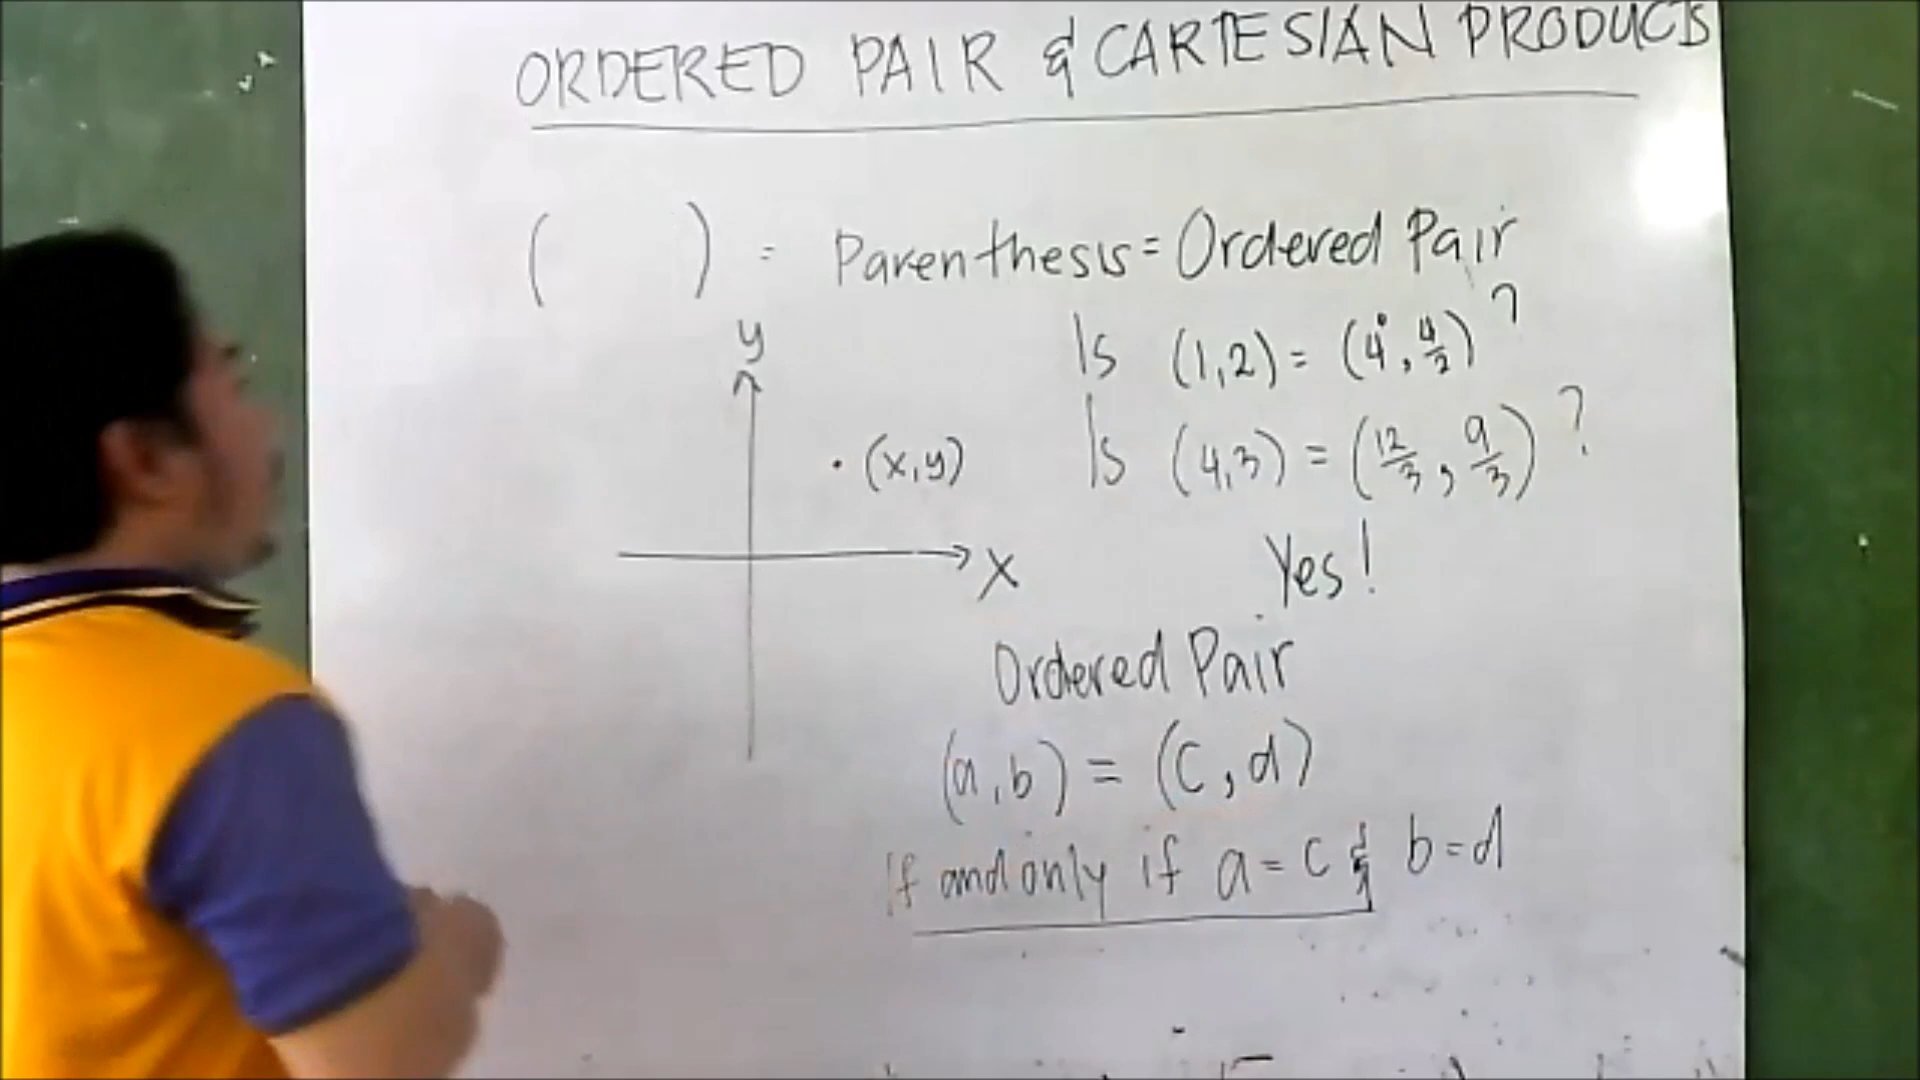 ORDERED PAIR & CARTESIAN PRODUCTS
( ) = Parenthesis = Ordered Pair
Is (1,2) = (4⁰, 4/2) ?
y
Is (4,3) = (12/3, 9/3) ?
(x,y)
x
Yes!
Ordered Pair
(a,b) = (c,d)
If and only if a=c & b=d